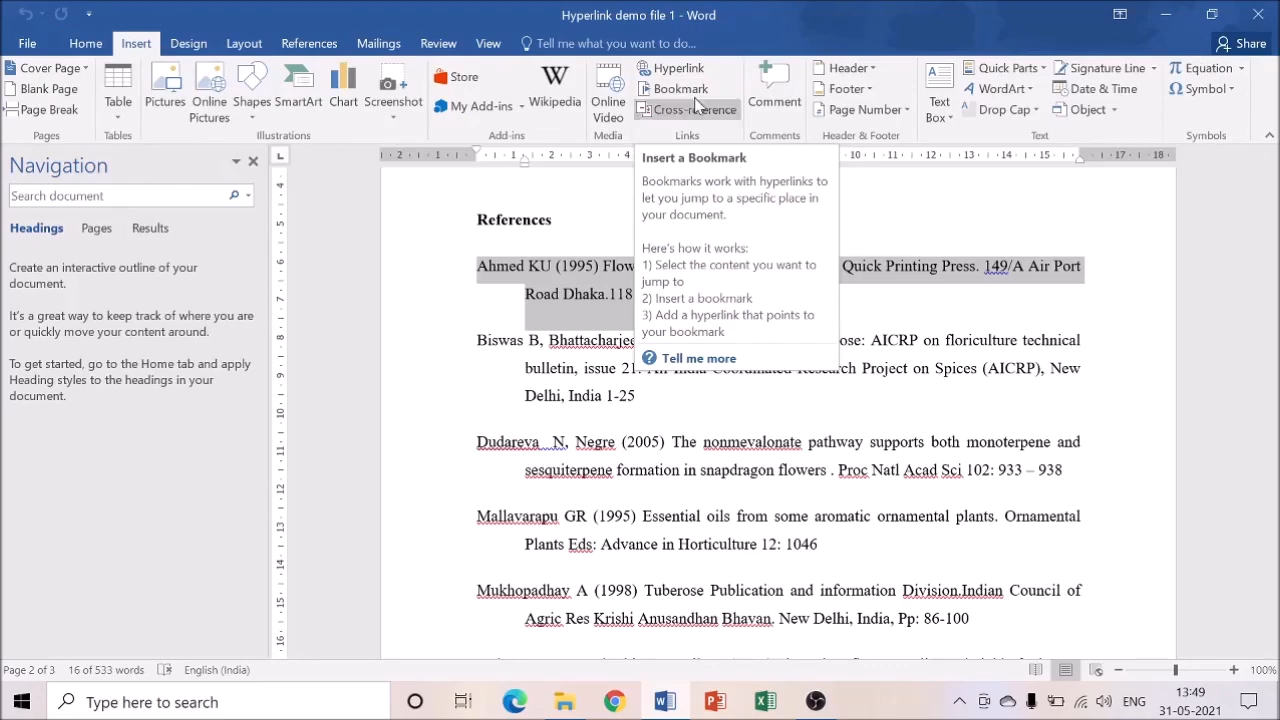 Hyperlink demo file 1 - Word
File Home Insert Design Layout References Mailings Review View Tell me what you want to do... Share
Cover Page
Blank Page
Page Break
Pages
Table
Tables
Pictures
Online Pictures
Shapes
SmartArt
Chart
Screenshot
Illustrations
Store
My Add-ins
Wikipedia
Add-ins
Online Video
Media
Hyperlink
Bookmark
Cross-reference
Links
Comment
Comments
Header
Footer
Page Number
Header & Footer
Text Box
Quick Parts
WordArt
Drop Cap
Signature Line
Date & Time
Object
Text
Equation
Symbol
Symbols
Navigation
Search document
Headings Pages Results
Create an interactive outline of your
document.
It's a great way to keep track of where you are
or quickly move your content around.
To get started, go to the Home tab and apply
Heading styles to the headings in your
document.
Insert a Bookmark
Bookmarks work with hyperlinks to
let you jump to a specific place in
your document.
Here's how it works:
1) Select the content you want to
jump to
2) Insert a bookmark
3) Add a hyperlink that points to
your bookmark
Tell me more
References
Ahmed KU (1995) Flow Quick Printing Press. 149/A Air Port
Road Dhaka.118
Biswas B, Bhattacharje ose: AICRP on floriculture technical
bulletin, issue 21. All India Coordinated Research Project on Spices (AICRP), New
Delhi, India 1-25
Dudareva N, Negre (2005) The nonmevalonate pathway supports both monoterpene and
sesquiterpene formation in snapdragon flowers . Proc Natl Acad Sci 102: 933 – 938
Mallavarapu GR (1995) Essential oils from some aromatic ornamental plants. Ornamental
Plants Eds: Advance in Horticulture 12: 1046
Mukhopadhay A (1998) Tuberose Publication and information Division.Indian Council of
Agric Res Krishi Anusandhan Bhavan. New Delhi, India, Pp: 86-100
Page 2 of 3 16 of 533 words English (India) 100%
Type here to search
ENG
13:49
31-05-2021